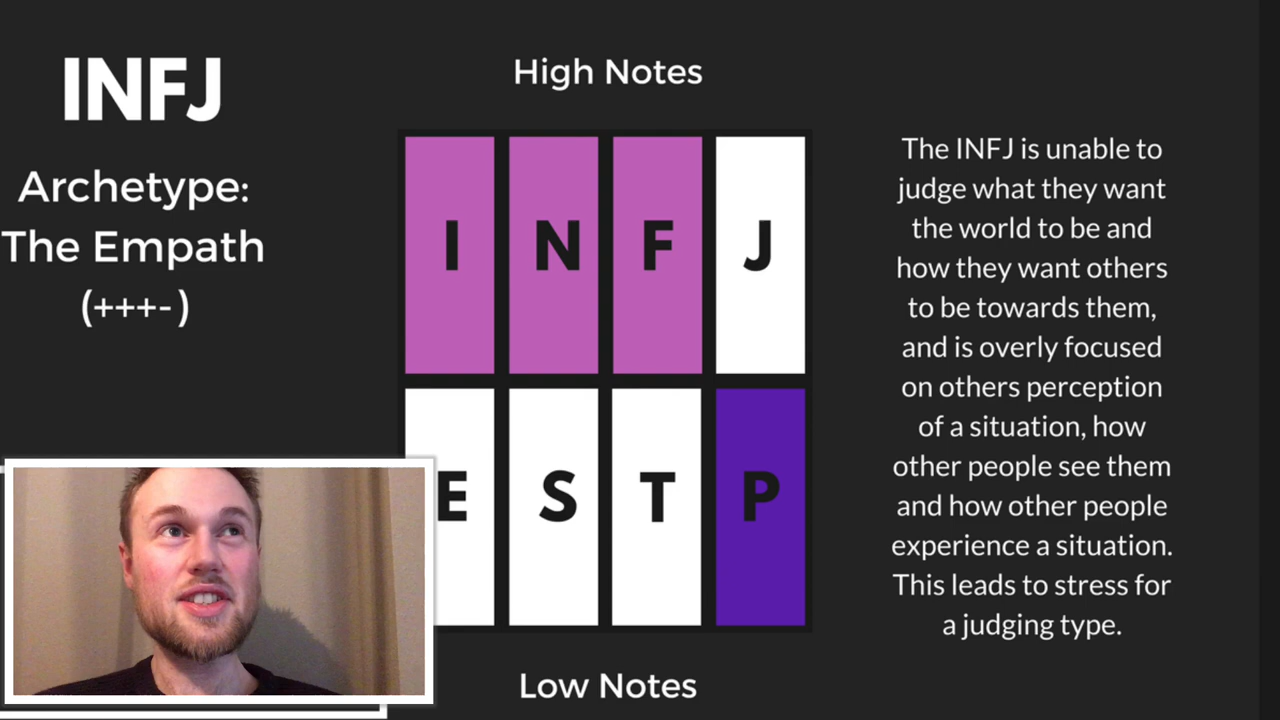 INFJ
Archetype:
The Empath
(+++-)
High Notes
I N F J
E S T P
Low Notes
The INFJ is unable to
judge what they want
the world to be and
how they want others
to be towards them,
and is overly focused
on others perception
of a situation, how
other people see them
and how other people
experience a situation.
This leads to stress for
a judging type.